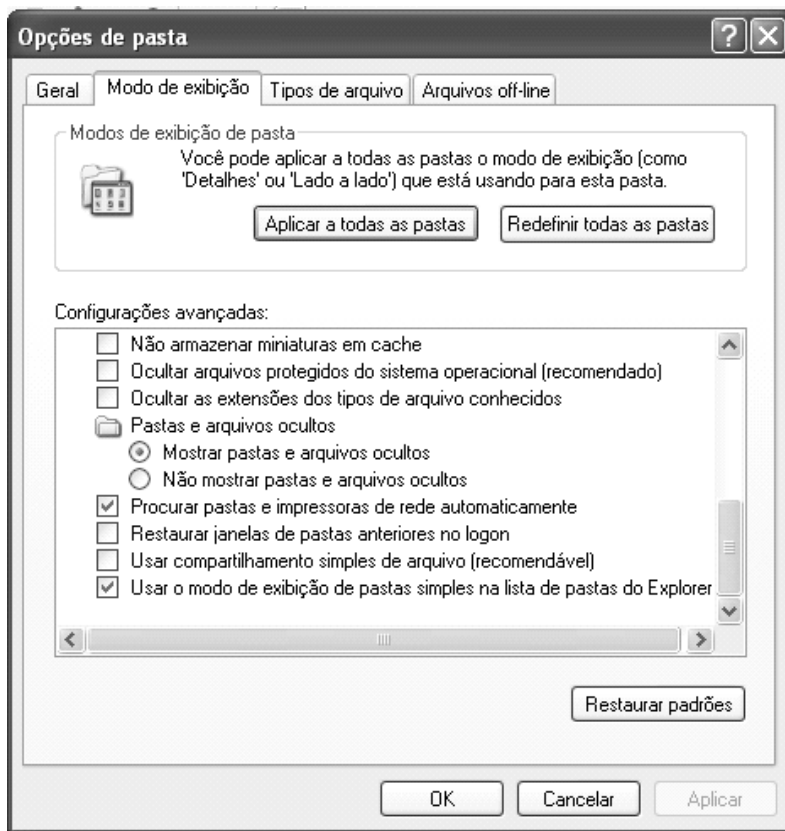 Opções de pasta
Geral
Modo de exibição
Tipos de arquivo
Arquivos off-line
Modos de exibição de pasta
Você pode aplicar a todas as pastas o modo de exibição (como
'Detalhes' ou 'Lado a lado') que está usando para esta pasta.
Aplicar a todas as pastas
Redefinir todas as pastas
Configurações avançadas:
Não armazenar miniaturas em cache
Ocultar arquivos protegidos do sistema operacional (recomendado)
Ocultar as extensões dos tipos de arquivo conhecidos
Pastas e arquivos ocultos
Mostrar pastas e arquivos ocultos
Não mostrar pastas e arquivos ocultos
Procurar pastas e impressoras de rede automaticamente
Restaurar janelas de pastas anteriores no logon
Usar compartilhamento simples de arquivo (recomendável)
Usar o modo de exibição de pastas simples na lista de pastas do Explorer
Restaurar padrões
OK
Cancelar
Aplicar